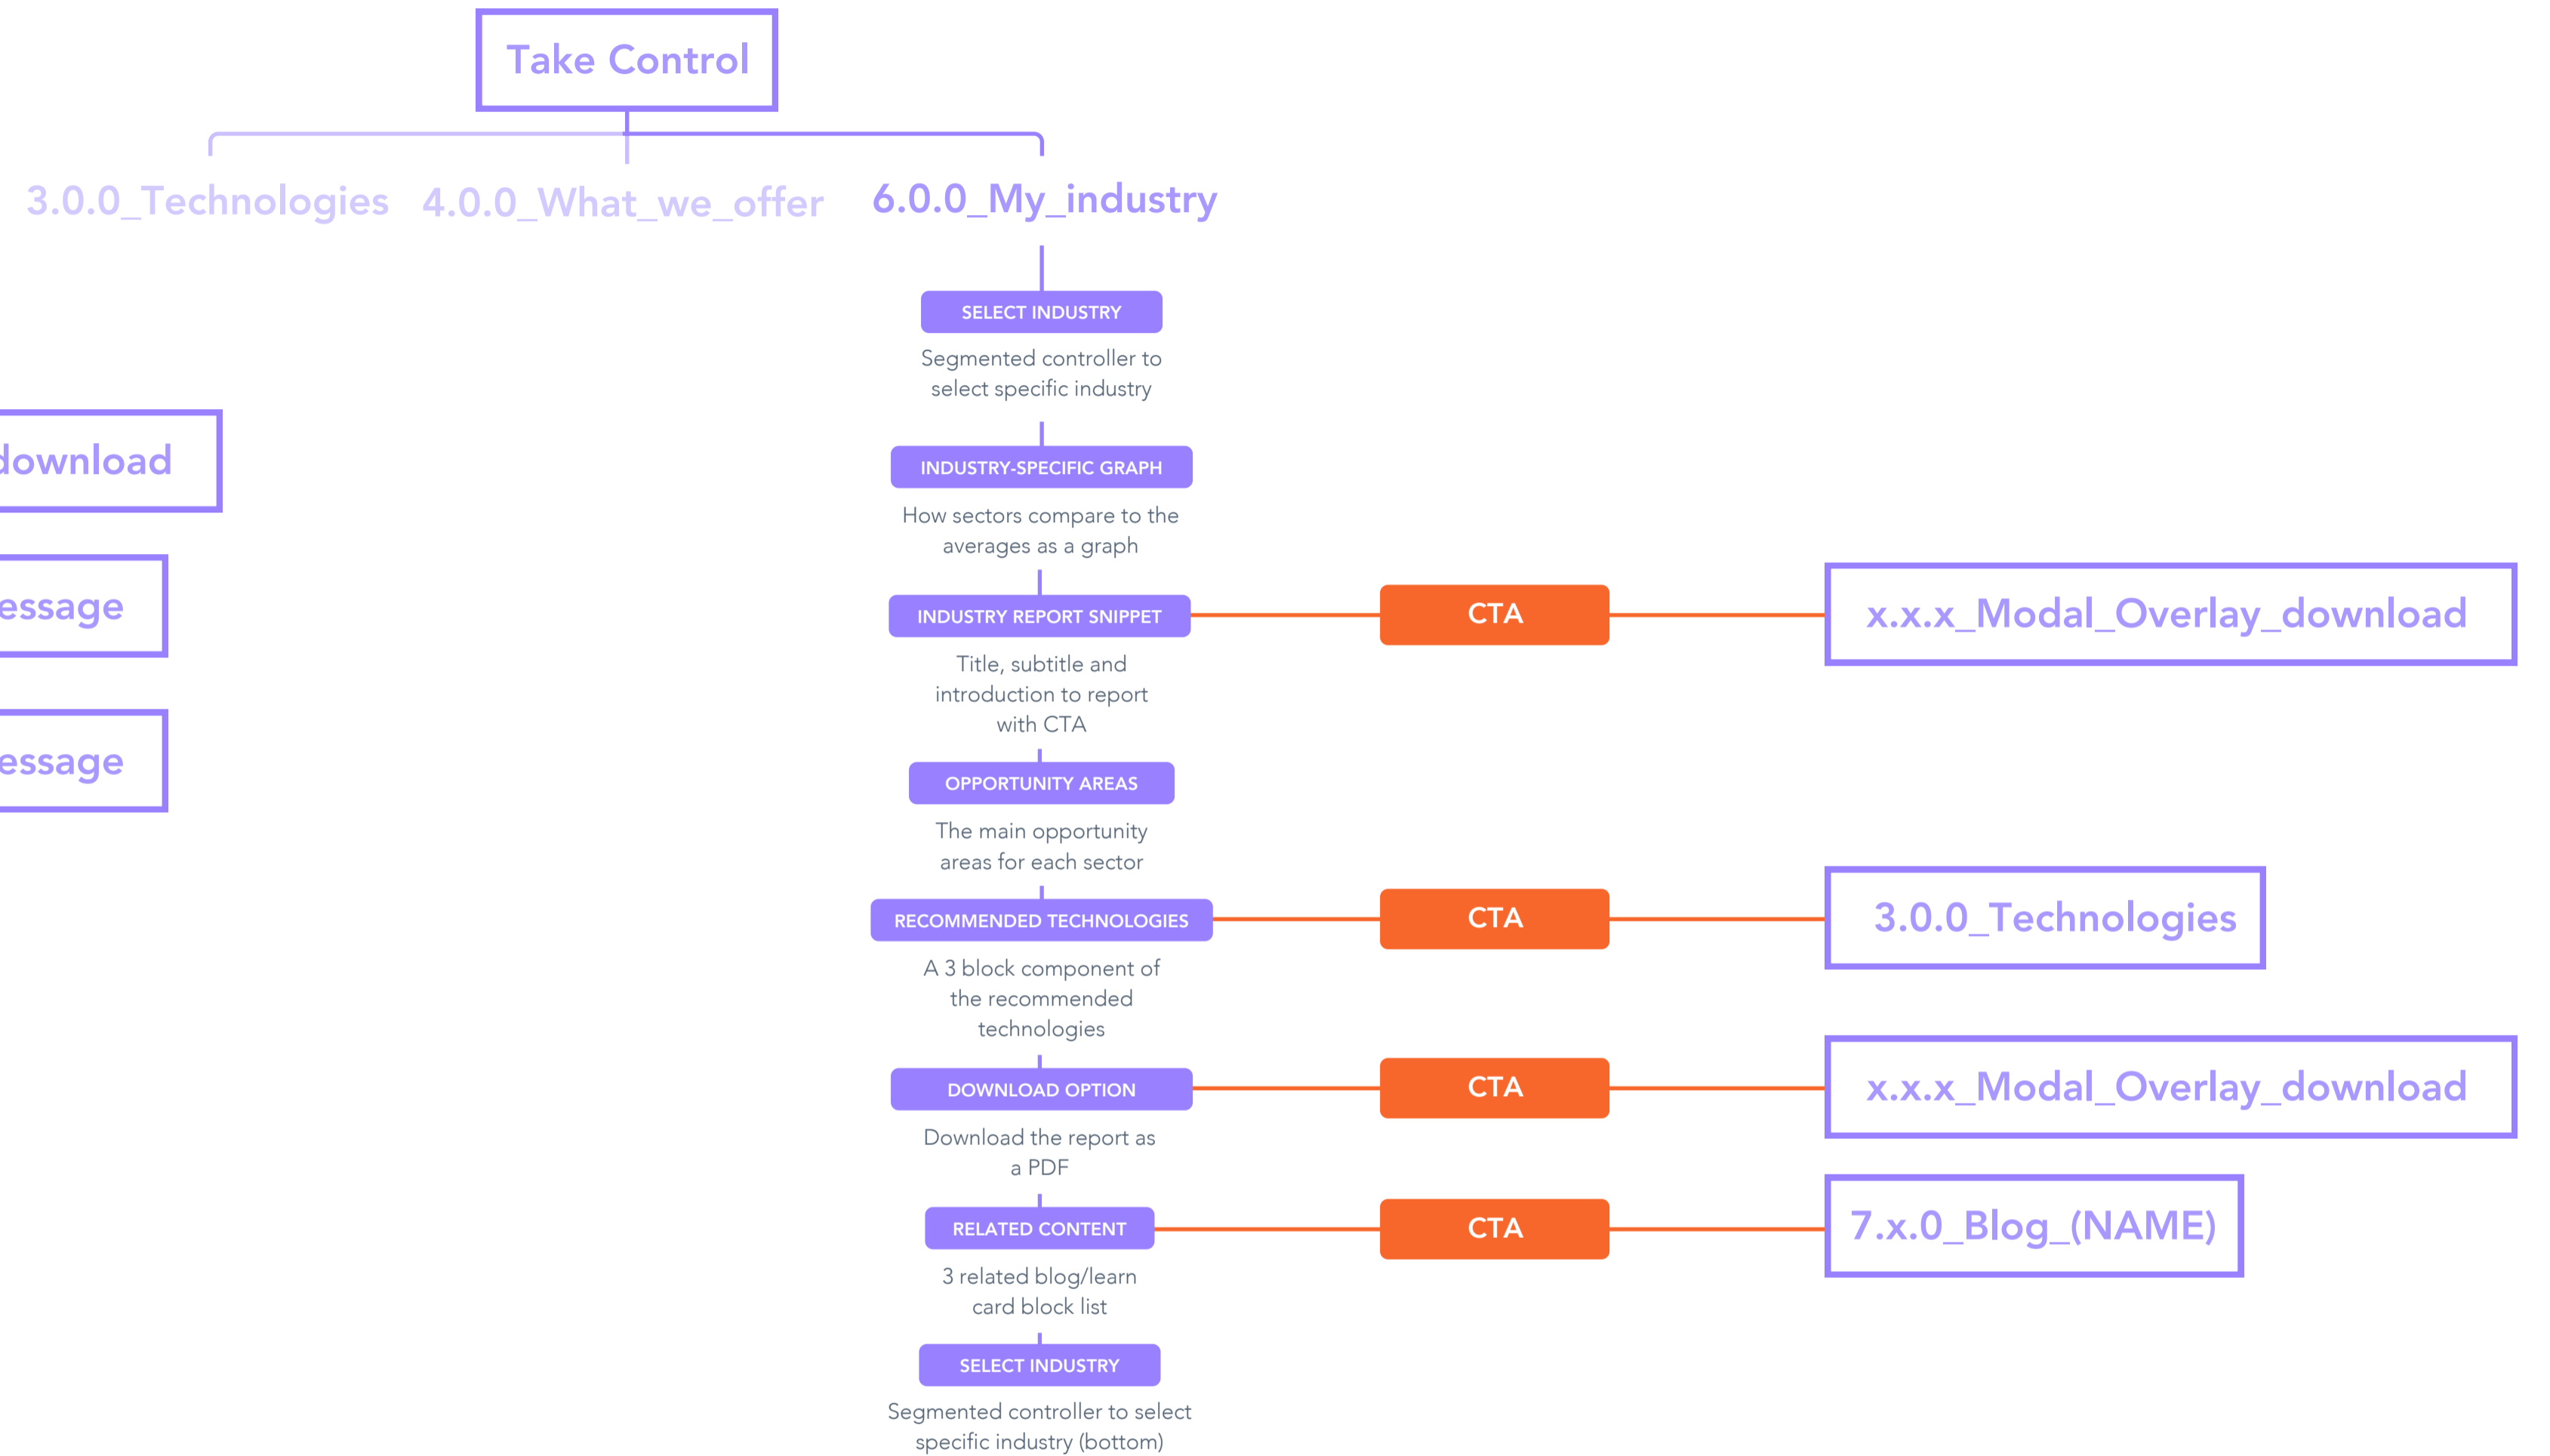 Take Control
3.0.0_Technologies
4.0.0_What_we_offer
6.0.0_My_industry
SELECT INDUSTRY
Segmented controller to
select specific industry
download
INDUSTRY-SPECIFIC GRAPH
How sectors compare to the
averages as a graph
essage
INDUSTRY REPORT SNIPPET
CTA
x.x.x_Modal_Overlay_download
Title, subtitle and
introduction to report
with CTA
essage
OPPORTUNITY AREAS
The main opportunity
areas for each sector
RECOMMENDED TECHNOLOGIES
CTA
3.0.0_Technologies
A 3 block component of
the recommended
technologies
DOWNLOAD OPTION
CTA
x.x.x_Modal_Overlay_download
Download the report as
a PDF
RELATED CONTENT
CTA
7.x.0_Blog_(NAME)
3 related blog/learn
card block list
SELECT INDUSTRY
Segmented controller to select
specific industry (bottom)